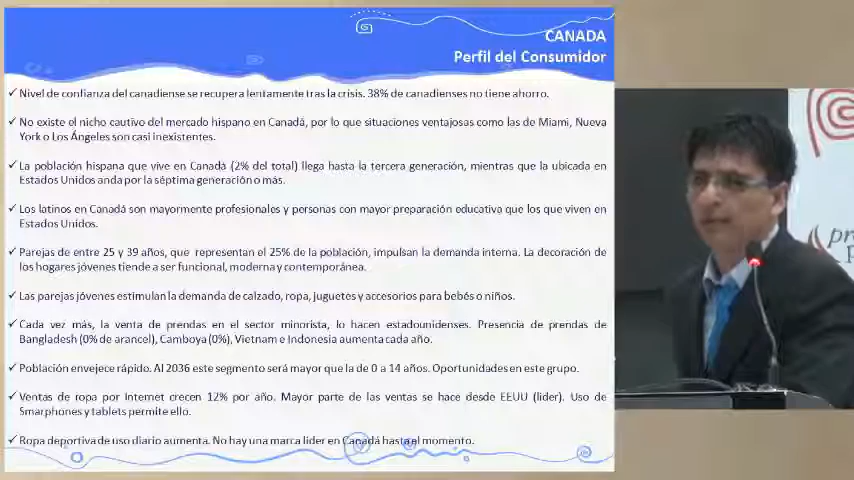 CANADA
Perfil del Consumidor
✓ Nivel de confianza del canadiense se recupera lentamente tras la crisis. 38% de canadienses no tiene ahorro.
✓ No existe el nicho cautivo del mercado hispano en Canadá, por lo que situaciones ventajosas como las de Miami, Nueva
York o Los Ángeles son casi inexistentes.
✓ La población hispana que vive en Canadá (2% del total) llega hasta la tercera generación, mientras que la ubicada en
Estados Unidos anda por la séptima generación o más.
✓ Los latinos en Canadá son mayormente profesionales y personas con mayor preparación educativa que los que viven en
Estados Unidos.
✓ Parejas de entre 25 y 39 años, que representan el 25% de la población, impulsan la demanda interna. La decoración de
los hogares jóvenes tiende a ser funcional, moderna y contemporánea.
✓ Las parejas jóvenes estimulan la demanda de calzado, ropa, juguetes y accesorios para bebés o niños.
✓ Cada vez más, la venta de prendas en el sector minorista, lo hacen estadounidenses. Presencia de prendas de
Bangladesh (0% de arancel), Camboya (0%), Vietnam e Indonesia aumenta cada año.
✓ Población envejece rápido. Al 2036 este segmento será mayor que la de 0 a 14 años. Oportunidades en este grupo.
✓ Ventas de ropa por Internet crecen 12% por año. Mayor parte de las ventas se hace desde EEUU (lider). Uso de
Smarphones y tablets permite ello.
✓ Ropa deportiva de uso diario aumenta. No hay una marca lider en Canadá hasta el momento.